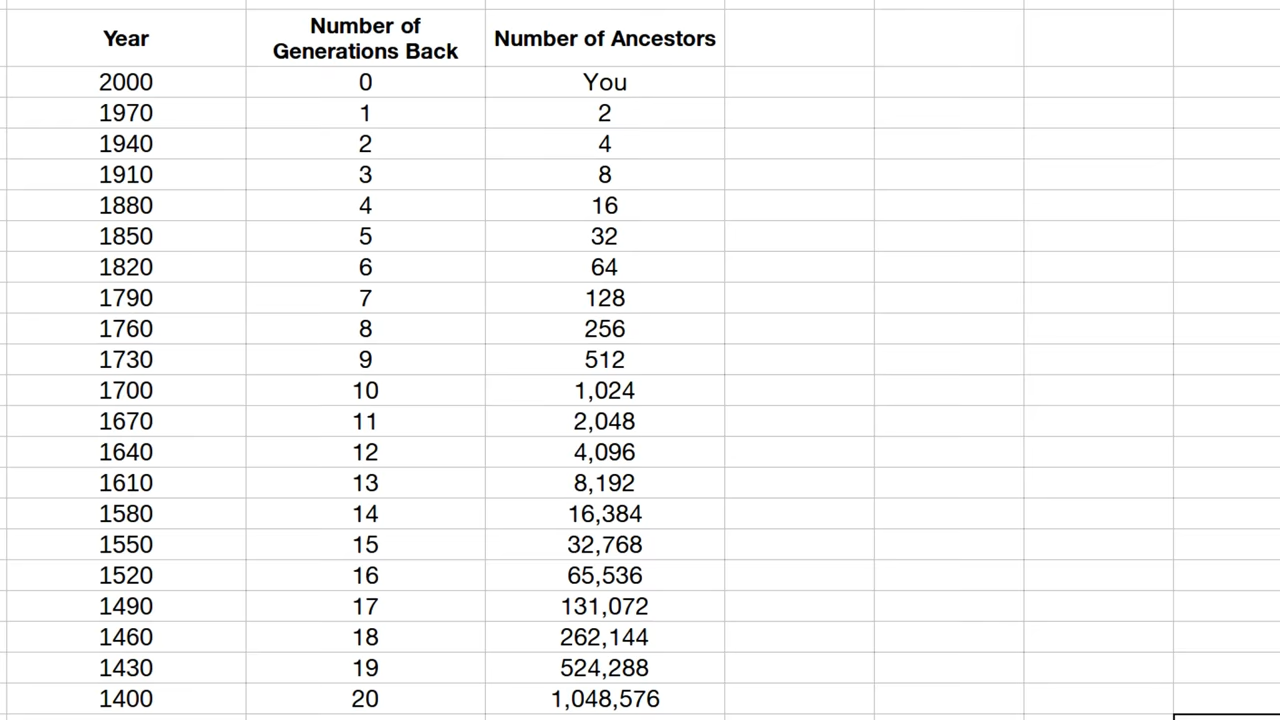 Year Number of Generations Back Number of Ancestors
2000 0 You
1970 1 2
1940 2 4
1910 3 8
1880 4 16
1850 5 32
1820 6 64
1790 7 128
1760 8 256
1730 9 512
1700 10 1,024
1670 11 2,048
1640 12 4,096
1610 13 8,192
1580 14 16,384
1550 15 32,768
1520 16 65,536
1490 17 131,072
1460 18 262,144
1430 19 524,288
1400 20 1,048,576